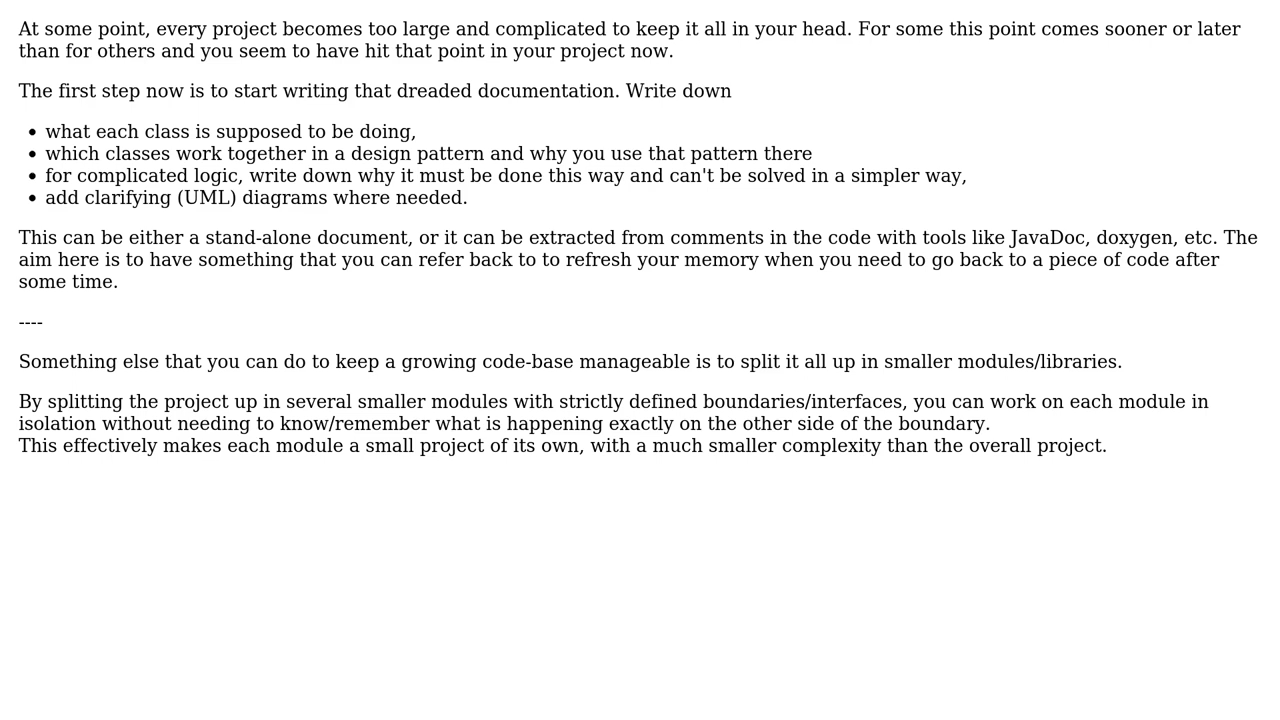 At some point, every project becomes too large and complicated to keep it all in your head. For some this point comes sooner or later
than for others and you seem to have hit that point in your project now.
The first step now is to start writing that dreaded documentation. Write down
• what each class is supposed to be doing,
• which classes work together in a design pattern and why you use that pattern there
• for complicated logic, write down why it must be done this way and can't be solved in a simpler way,
• add clarifying (UML) diagrams where needed.
This can be either a stand-alone document, or it can be extracted from comments in the code with tools like JavaDoc, doxygen, etc. The
aim here is to have something that you can refer back to to refresh your memory when you need to go back to a piece of code after
some time.
----
Something else that you can do to keep a growing code-base manageable is to split it all up in smaller modules/libraries.
By splitting the project up in several smaller modules with strictly defined boundaries/interfaces, you can work on each module in
isolation without needing to know/remember what is happening exactly on the other side of the boundary.
This effectively makes each module a small project of its own, with a much smaller complexity than the overall project.